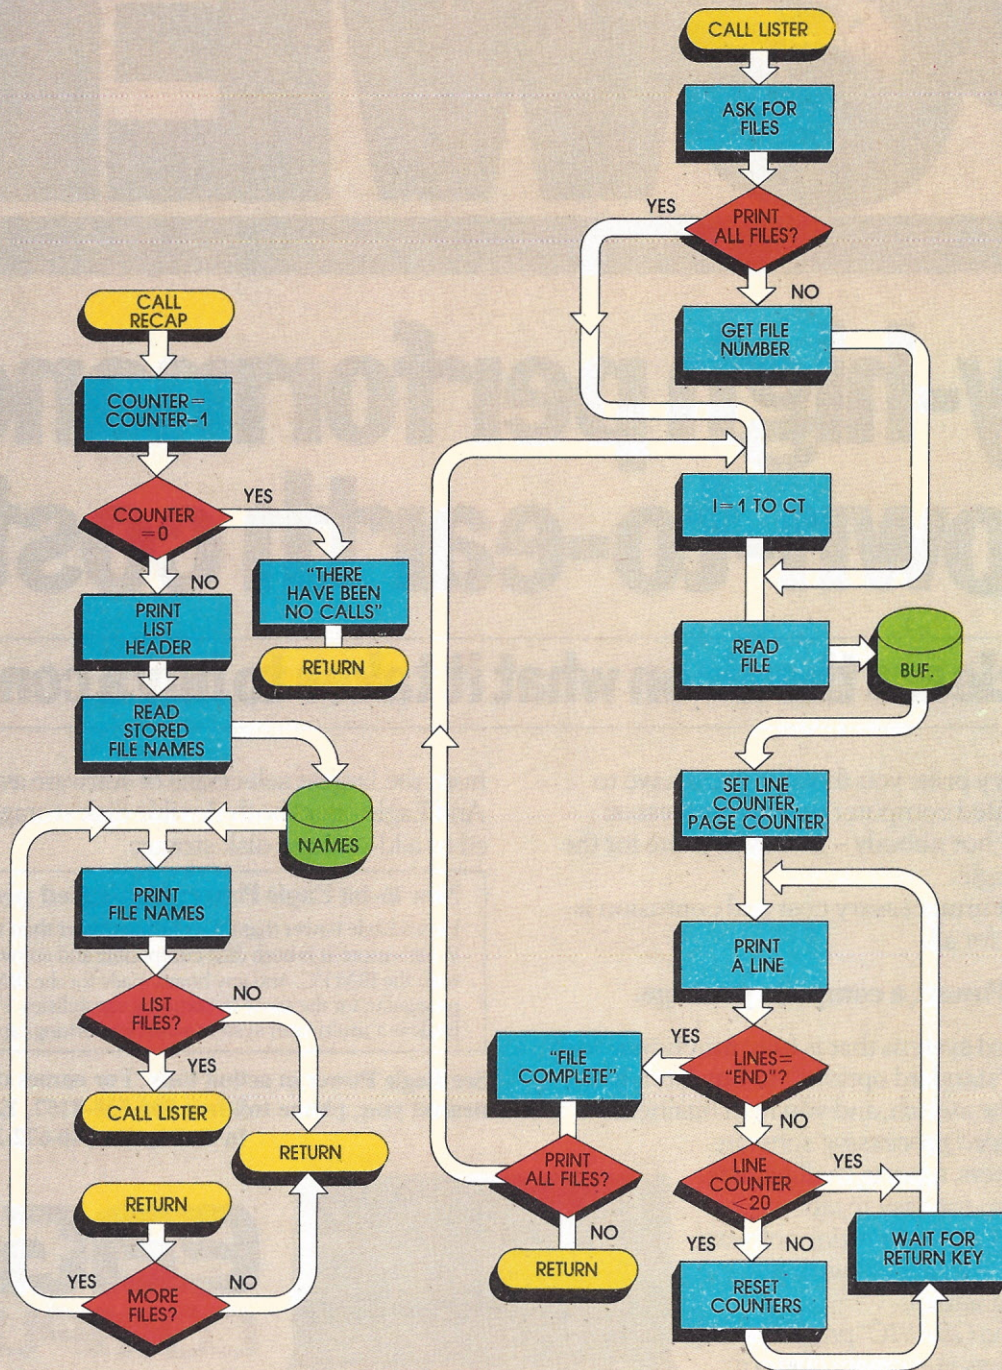 CALL
RECAP
COUNTER=
COUNTER-1
COUNTER
=0
YES
NO
"THERE
HAVE BEEN
NO CALLS"
RETURN
PRINT
LIST
HEADER
READ
STORED
FILE NAMES
NAMES
PRINT
FILE NAMES
LIST
FILES?
NO
YES
CALL LISTER
RETURN
RETURN
MORE
FILES?
YES
NO
CALL LISTER
ASK FOR
FILES
PRINT
ALL FILES?
YES
NO
GET FILE
NUMBER
I=1 TO CT
READ
FILE
BUF.
SET LINE
COUNTER,
PAGE COUNTER
PRINT
A LINE
LINES=
"END"?
YES
NO
"FILE
COMPLETE"
PRINT
ALL FILES?
NO
RETURN
LINE
COUNTER
<20
YES
YES
NO
RESET
COUNTERS
WAIT FOR
RETURN KEY